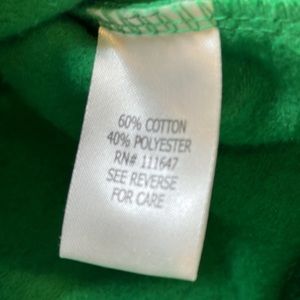 60% COTTON
40% POLYESTER
RN# 111647
SEE REVERSE
FOR CARE